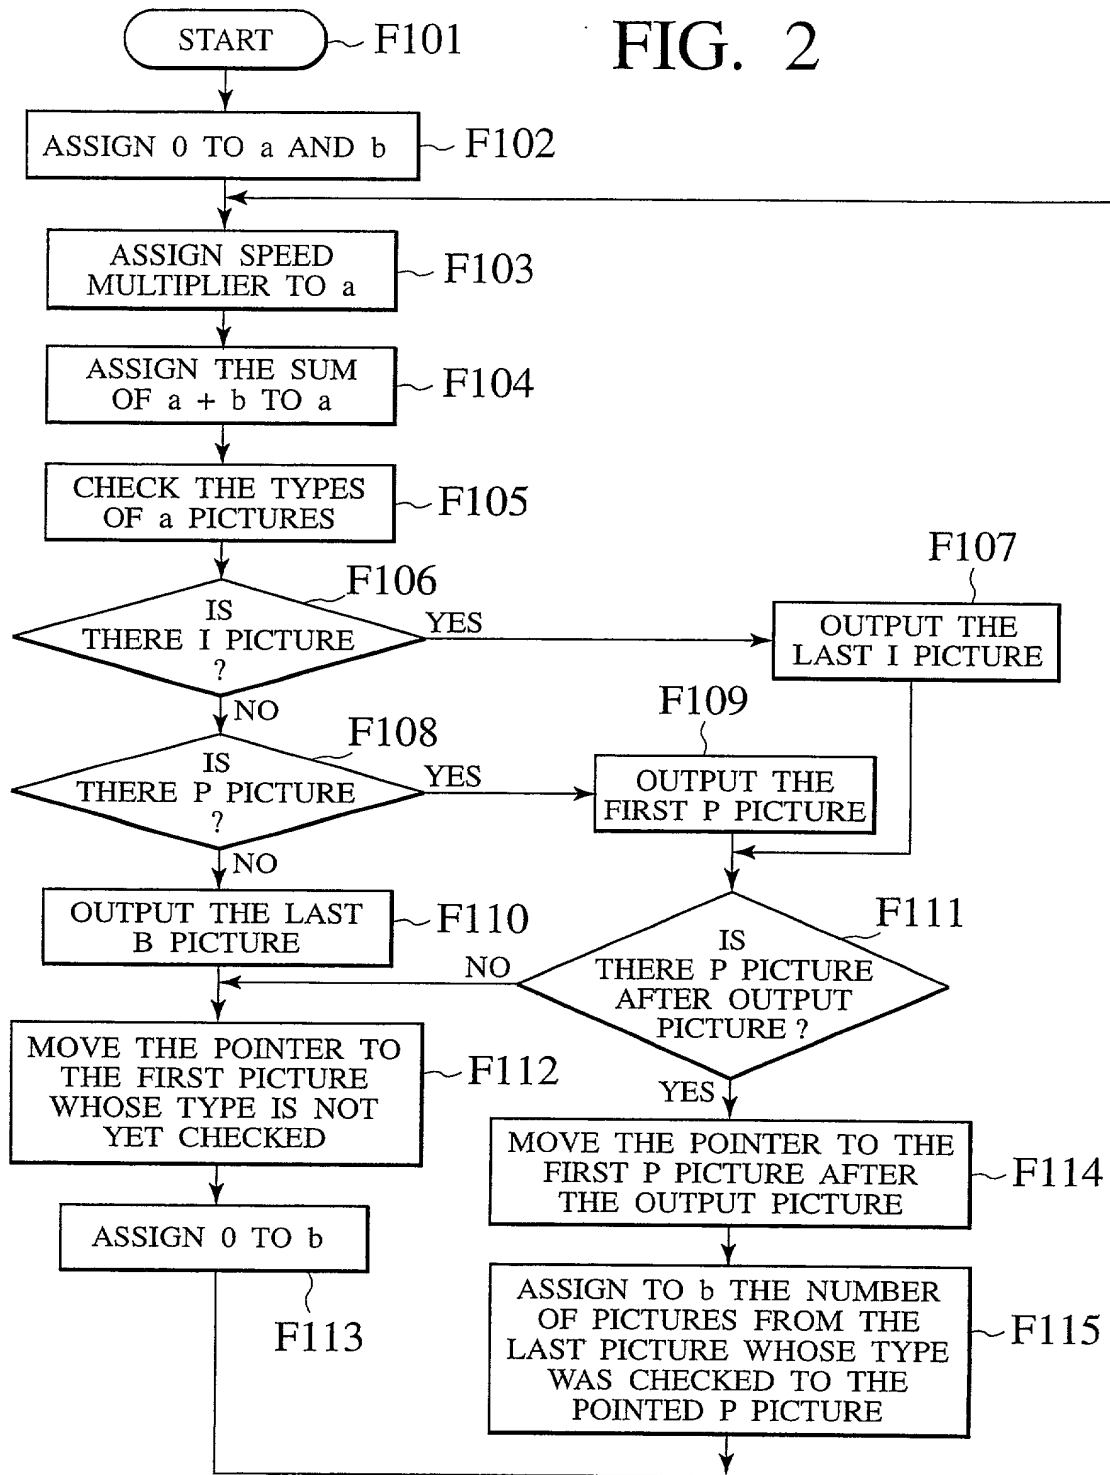 FIG. 2
START
F101
ASSIGN 0 TO a AND b
F102
ASSIGN SPEED
MULTIPLIER TO a
F103
ASSIGN THE SUM
OF a + b TO a
F104
CHECK THE TYPES
OF a PICTURES
F105
F106
IS
THERE I PICTURE
?
YES
NO
F107
OUTPUT THE
LAST I PICTURE
F108
IS
THERE P PICTURE
?
YES
NO
F109
OUTPUT THE
FIRST P PICTURE
OUTPUT THE LAST
B PICTURE
F110
F111
IS
THERE P PICTURE
AFTER OUTPUT
PICTURE ?
NO
YES
MOVE THE POINTER TO
THE FIRST PICTURE
WHOSE TYPE IS NOT
YET CHECKED
F112
ASSIGN 0 TO b
F113
MOVE THE POINTER TO THE
FIRST P PICTURE AFTER
THE OUTPUT PICTURE
F114
ASSIGN TO b THE NUMBER
OF PICTURES FROM THE
LAST PICTURE WHOSE TYPE
WAS CHECKED TO THE
POINTED P PICTURE
F115